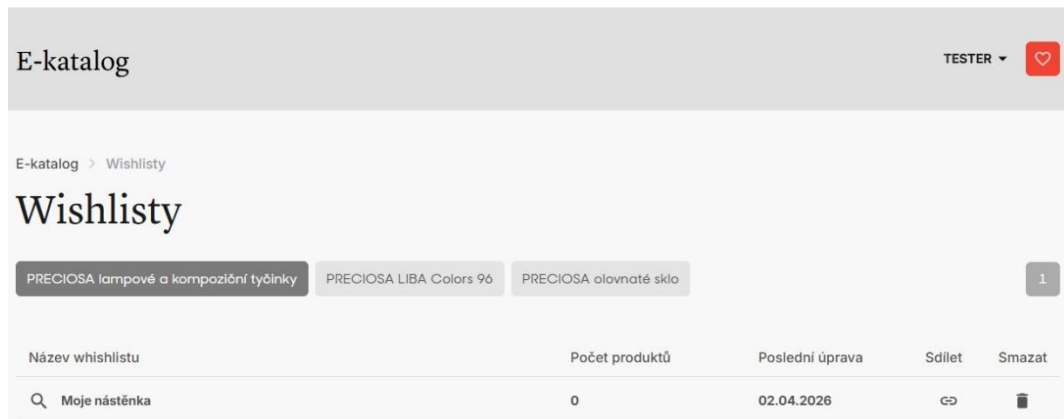 E-katalog
TESTER
E-katalog > Wishlisty
Wishlisty
PRECIOSA lampové a kompoziční tyčinky PRECIOSA LIBA Colors 96 PRECIOSA olovnaté sklo 1
Název whishlistu Počet produktů Poslední úprava Sdílet Smazat
Moje nástěnka 0 02.04.2026